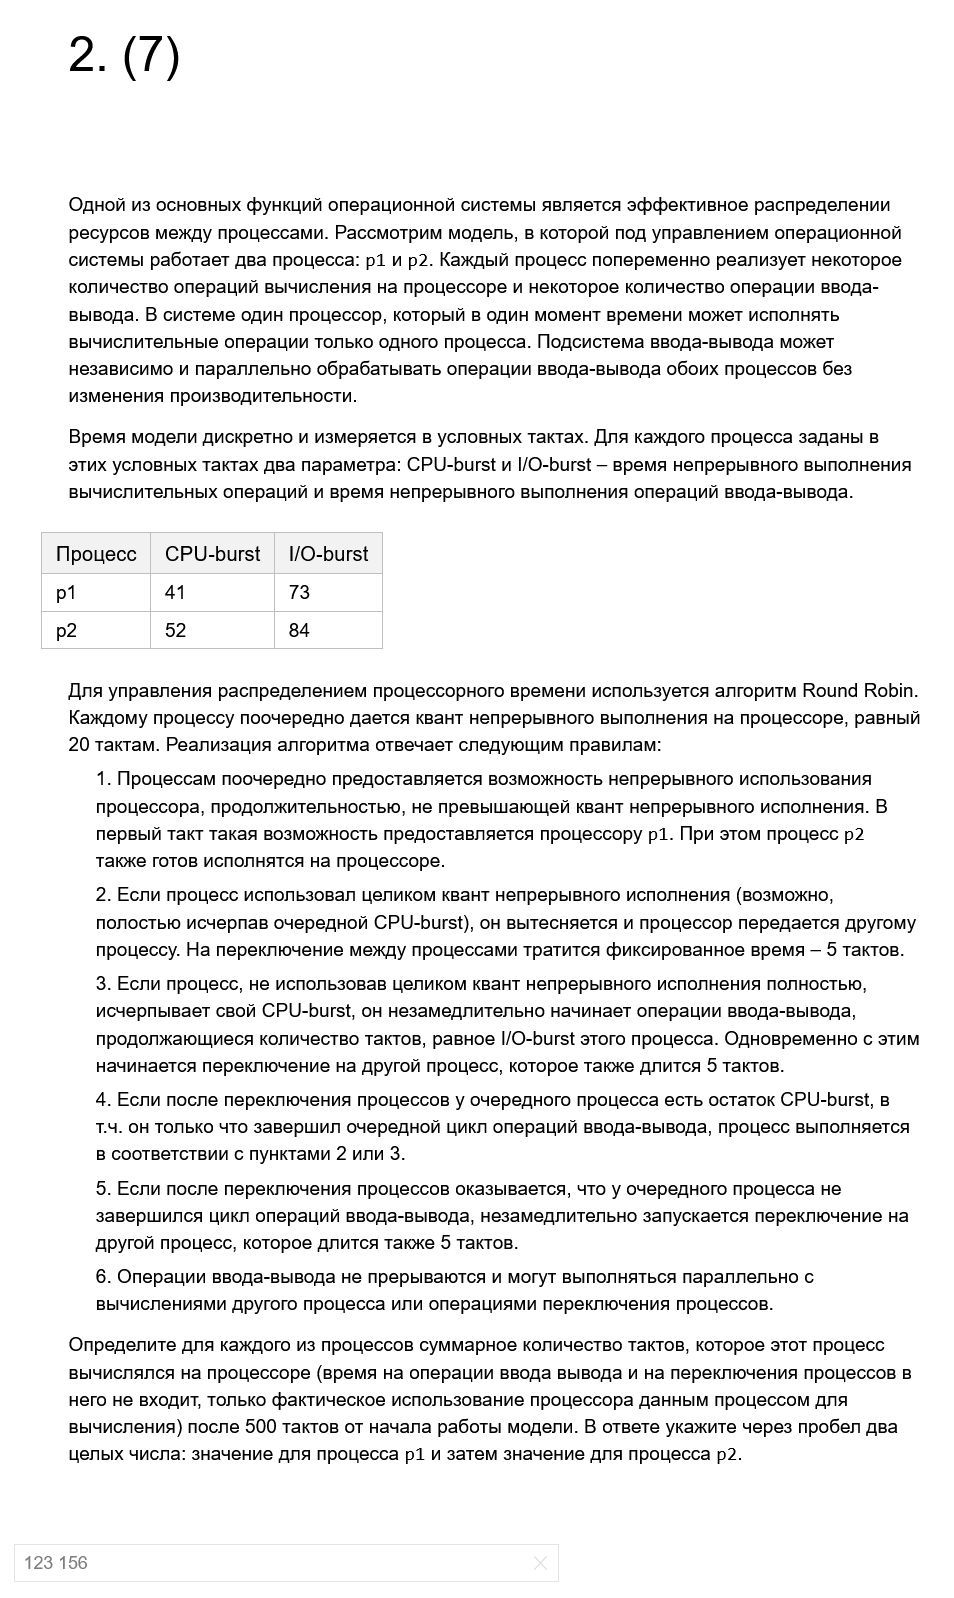 2. (7)
Одной из основных функций операционной системы является эффективное распределении
ресурсов между процессами. Рассмотрим модель, в которой под управлением операционной
системы работает два процесса: p1 и p2. Каждый процесс попеременно реализует некоторое
количество операций вычисления на процессоре и некоторое количество операции ввода-
вывода. В системе один процессор, который в один момент времени может исполнять
вычислительные операции только одного процесса. Подсистема ввода-вывода может
независимо и параллельно обрабатывать операции ввода-вывода обоих процессов без
изменения производительности.
Время модели дискретно и измеряется в условных тактах. Для каждого процесса заданы в
этих условных тактах два параметра: CPU-burst и I/O-burst – время непрерывного выполнения
вычислительных операций и время непрерывного выполнения операций ввода-вывода.
Процесс CPU-burst I/O-burst
p1 41 73
p2 52 84
Для управления распределением процессорного времени используется алгоритм Round Robin.
Каждому процессу поочередно дается квант непрерывного выполнения на процессоре, равный
20 тактам. Реализация алгоритма отвечает следующим правилам:
1. Процессам поочередно предоставляется возможность непрерывного использования
процессора, продолжительностью, не превышающей квант непрерывного исполнения. В
первый такт такая возможность предоставляется процессору p1. При этом процесс p2
также готов исполнятся на процессоре.
2. Если процесс использовал целиком квант непрерывного исполнения (возможно,
полостью исчерпав очередной CPU-burst), он вытесняется и процессор передается другому
процессу. На переключение между процессами тратится фиксированное время – 5 тактов.
3. Если процесс, не использовав целиком квант непрерывного исполнения полностью,
исчерпывает свой CPU-burst, он незамедлительно начинает операции ввода-вывода,
продолжающиеся количество тактов, равное I/O-burst этого процесса. Одновременно с этим
начинается переключение на другой процесс, которое также длится 5 тактов.
4. Если после переключения процессов у очередного процесса есть остаток CPU-burst, в
т.ч. он только что завершил очередной цикл операций ввода-вывода, процесс выполняется
в соответствии с пунктами 2 или 3.
5. Если после переключения процессов оказывается, что у очередного процесса не
завершился цикл операций ввода-вывода, незамедлительно запускается переключение на
другой процесс, которое длится также 5 тактов.
6. Операции ввода-вывода не прерываются и могут выполняться параллельно с
вычислениями другого процесса или операциями переключения процессов.
Определите для каждого из процессов суммарное количество тактов, которое этот процесс
вычислялся на процессоре (время на операции ввода вывода и на переключения процессов в
него не входит, только фактическое использование процессора данным процессом для
вычисления) после 500 тактов от начала работы модели. В ответе укажите через пробел два
целых числа: значение для процесса p1 и затем значение для процесса p2.
123 156